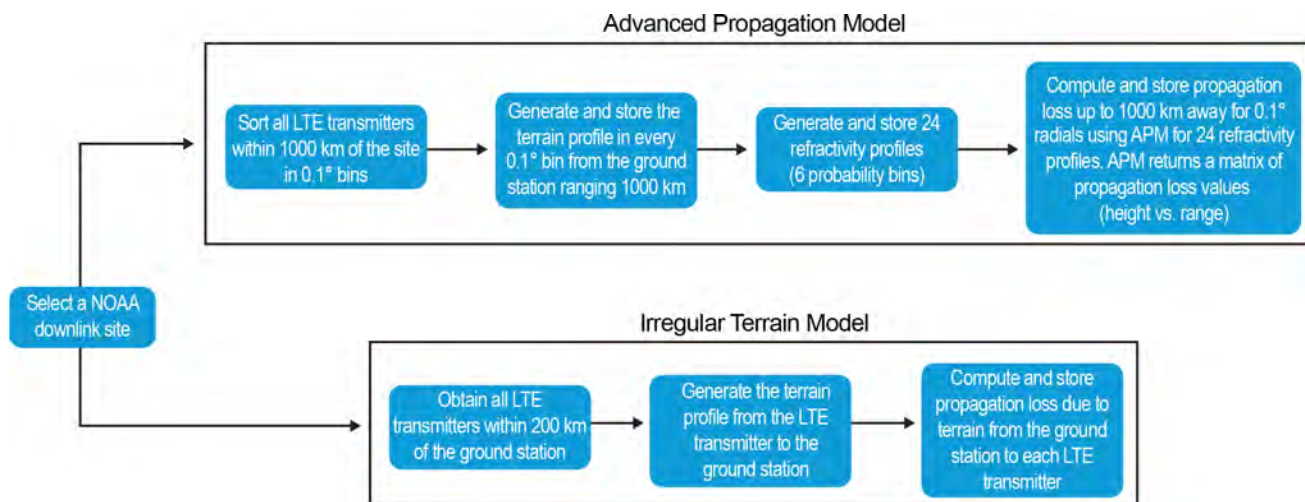 Advanced Propagation Model
Sort all LTE transmitters
within 1000 km of the site
in 0.1° bins
Generate and store the
terrain profile in every
0.1° bin from the ground
station ranging 1000 km
Generate and store 24
refractivity profiles
(6 probability bins)
Compute and store propagation
loss up to 1000 km away for 0.1°
radials using APM for 24 refractivity
profiles. APM returns a matrix of
propagation loss values
(height vs. range)
Select a NOAA
downlink site
Irregular Terrain Model
Obtain all LTE
transmitters within 200 km
of the ground station
Generate the terrain
profile from the LTE
transmitter to the
ground station
Compute and store
propagation loss due to
terrain from the ground
station to each LTE
transmitter